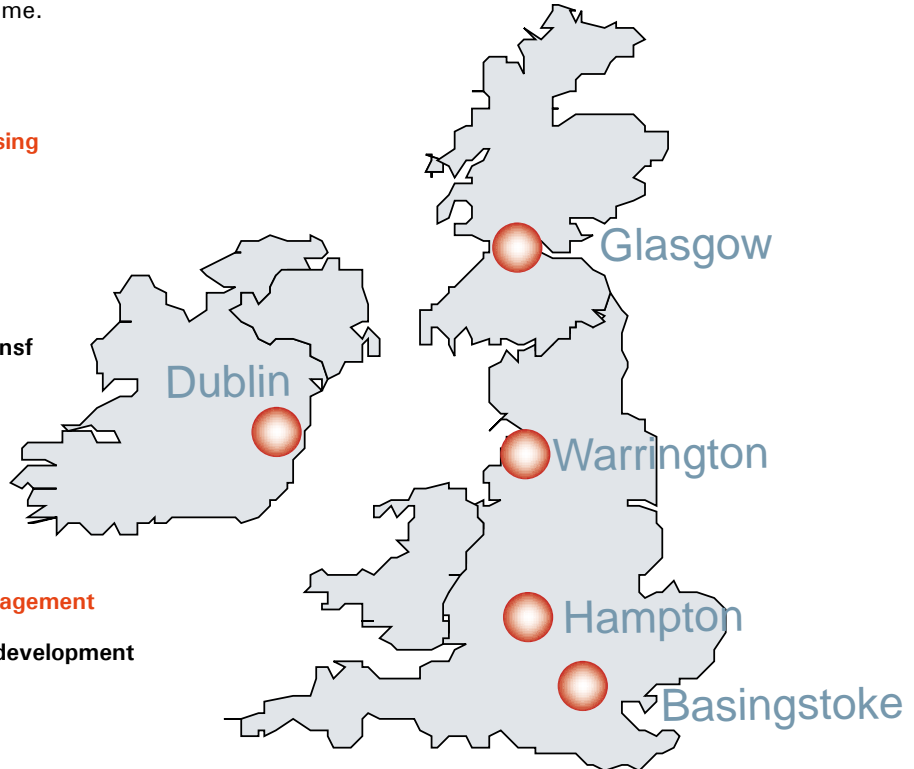 me.
sing
Glasgow
nsf
Dublin
Warrington
agement
Hampton
development
Basingstoke